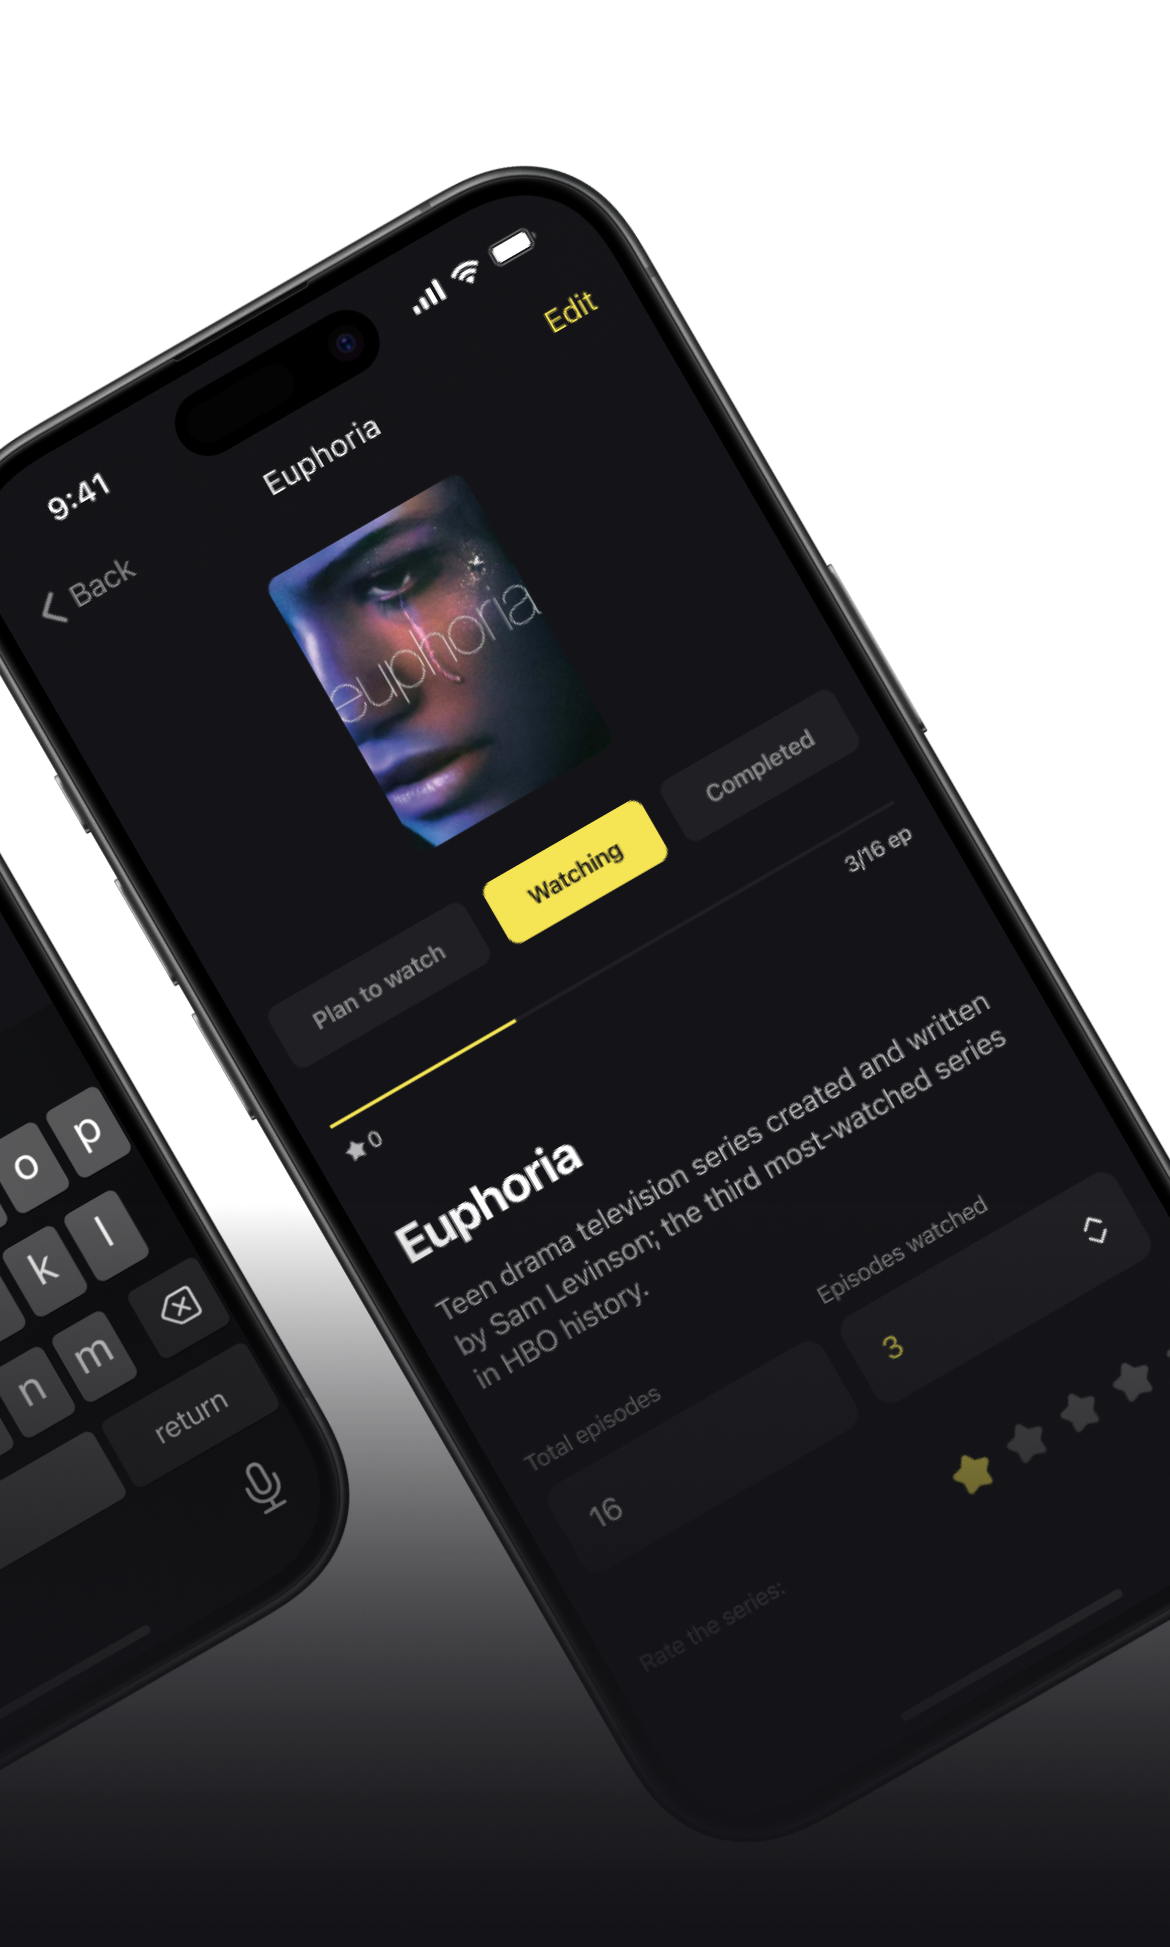 9:41
Back
Euphoria
Edit
euphoria
Plan to watch
Watching
Completed
0
3/16 ep
Euphoria
Teen drama television series created and written
by Sam Levinson; the third most-watched series
in HBO history.
Total episodes
16
Episodes watched
3
Rate the series:
o p
k l
n m
return